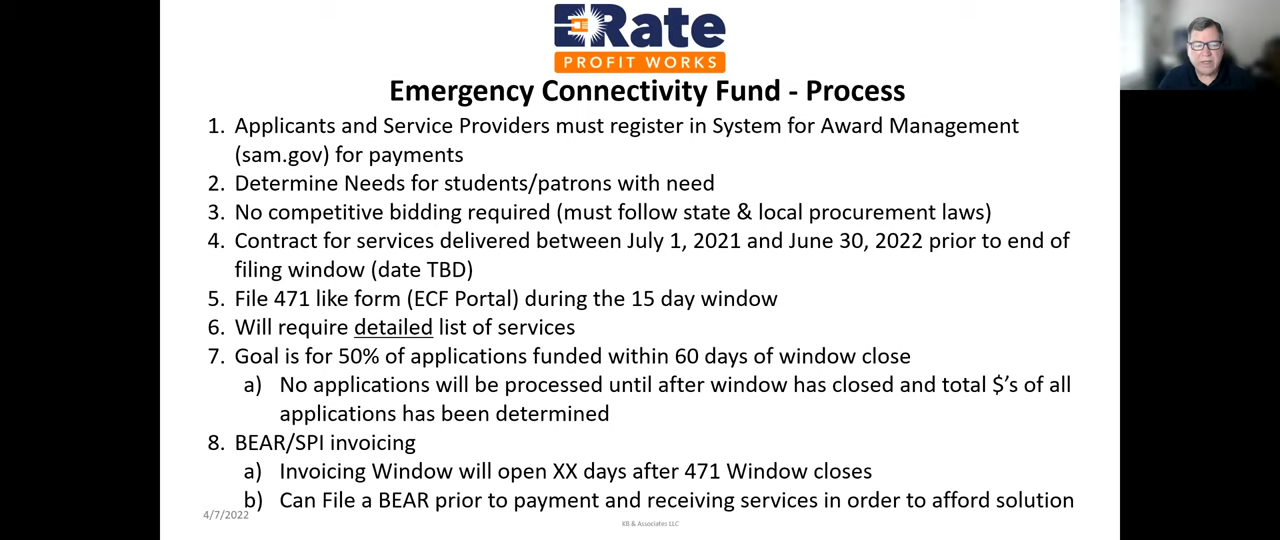 ERate
PROFIT WORKS
Emergency Connectivity Fund - Process
1. Applicants and Service Providers must register in System for Award Management
(sam.gov) for payments
2. Determine Needs for students/patrons with need
3. No competitive bidding required (must follow state & local procurement laws)
4. Contract for services delivered between July 1, 2021 and June 30, 2022 prior to end of
filing window (date TBD)
5. File 471 like form (ECF Portal) during the 15 day window
6. Will require detailed list of services
7. Goal is for 50% of applications funded within 60 days of window close
a) No applications will be processed until after window has closed and total $'s of all
applications has been determined
8. BEAR/SPI invoicing
a) Invoicing Window will open XX days after 471 Window closes
b) Can File a BEAR prior to payment and receiving services in order to afford solution
4/7/2022
KB & Associates LLC